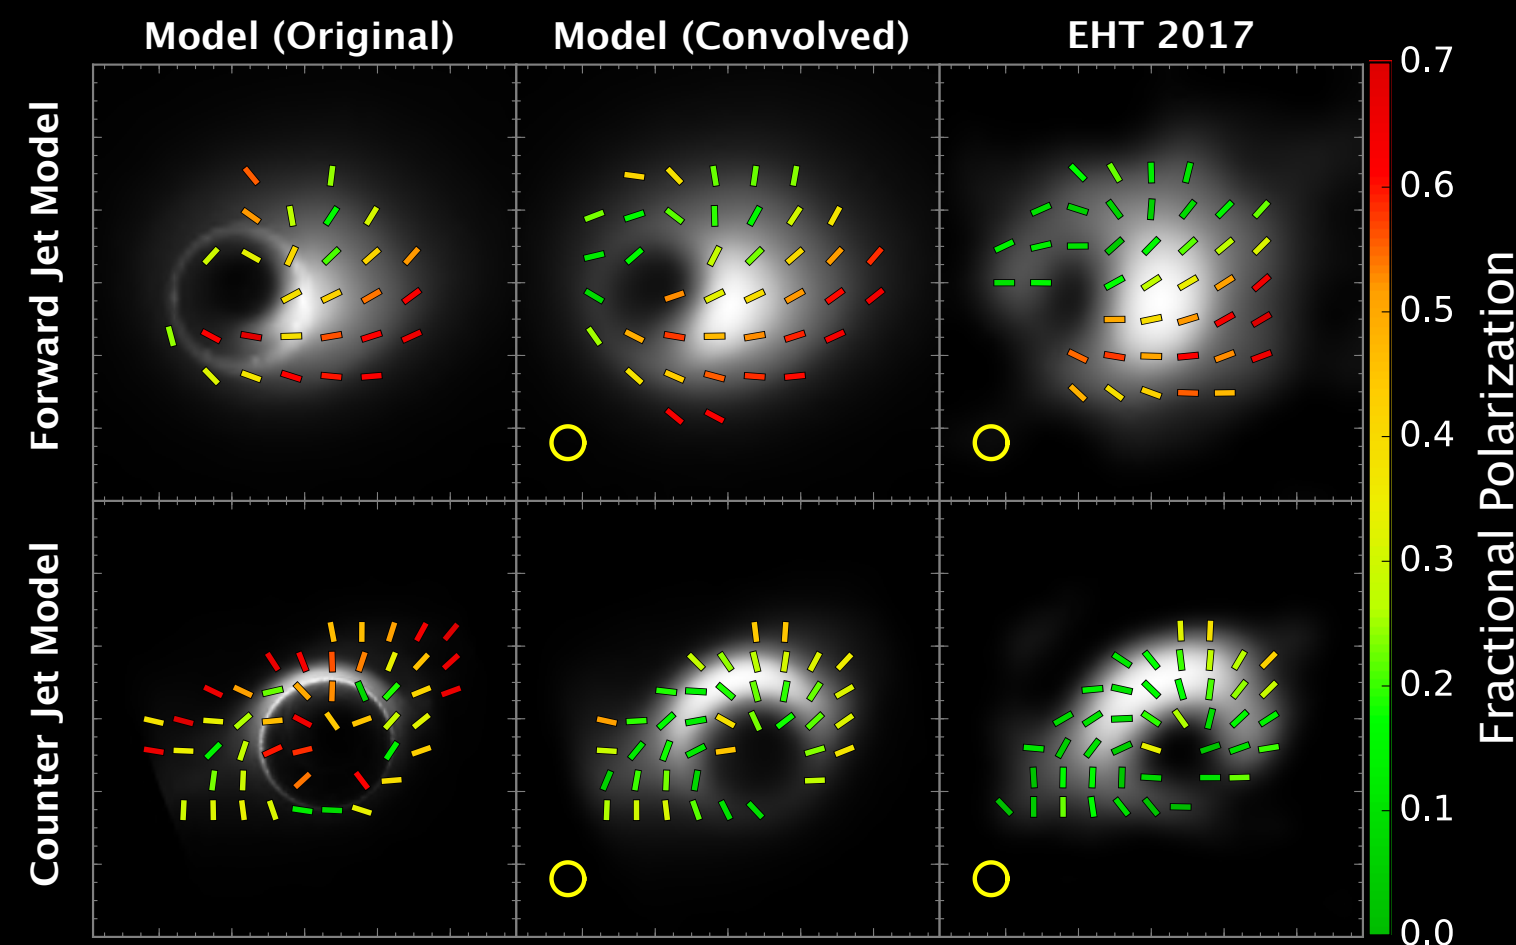 Model (Original)
Model (Convolved)
EHT 2017
Forward Jet Model
Counter Jet Model
0.7
0.6
0.5
0.4
0.3
0.2
0.1
0.0
Fractional Polarization